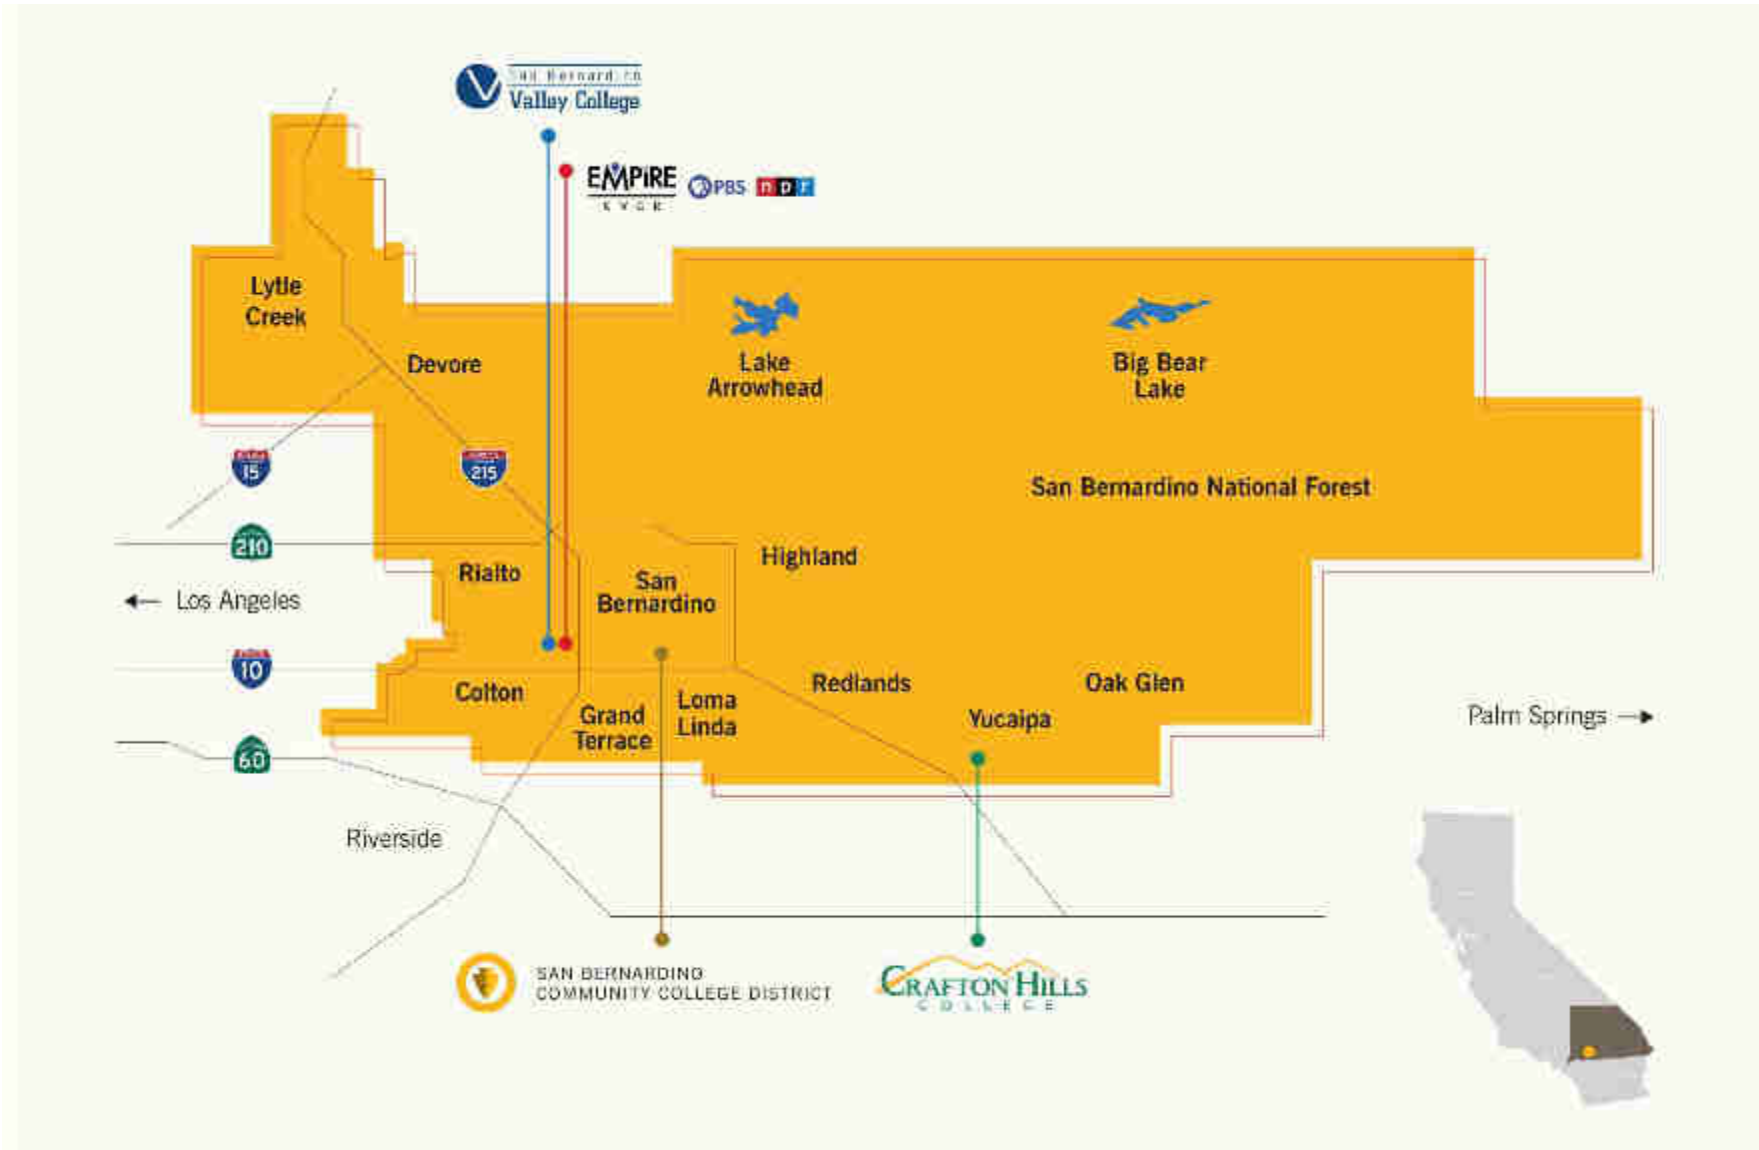 San Bernardino
Valley College
EMPIRE
KVCR
PBS
npr
Lytle
Creek
Devore
Lake
Arrowhead
Big Bear
Lake
15
215
San Bernardino National Forest
210
Highland
Rialto
San
Bernardino
Los Angeles
10
Colton
Loma
Linda
Redlands
Oak Glen
Grand
Terrace
Yucaipa
Palm Springs
60
Riverside
SAN BERNARDINO
COMMUNITY COLLEGE DISTRICT
CRAFTON HILLS
COLLEGE